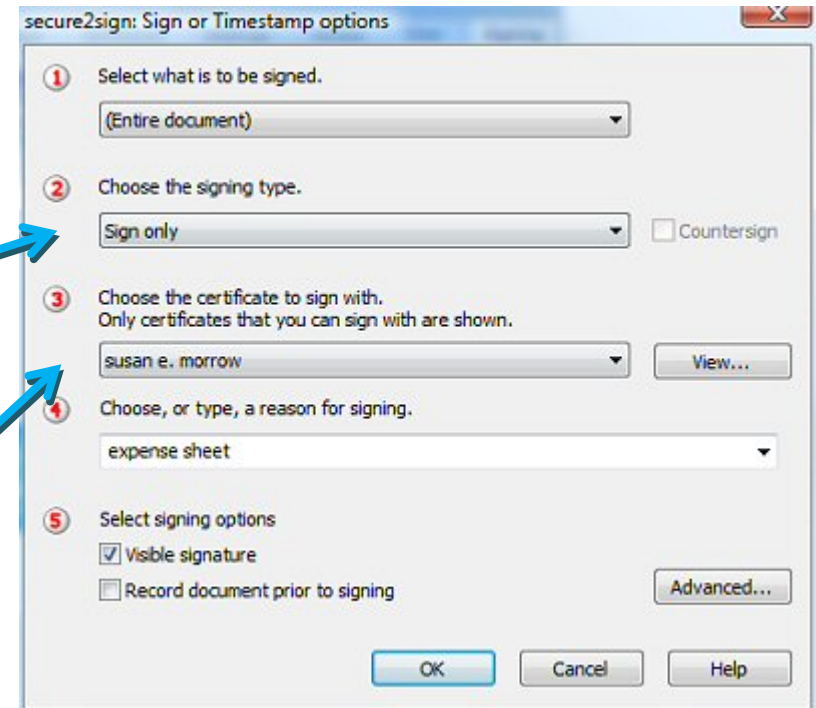 secure2sign: Sign or Timestamp options
1 Select what is to be signed.
(Entire document)
2 Choose the signing type.
Sign only
Countersign
3 Choose the certificate to sign with.
Only certificates that you can sign with are shown.
susan e. morrow
View...
4 Choose, or type, a reason for signing.
expense sheet
5 Select signing options
Visible signature
Record document prior to signing
Advanced...
OK Cancel Help